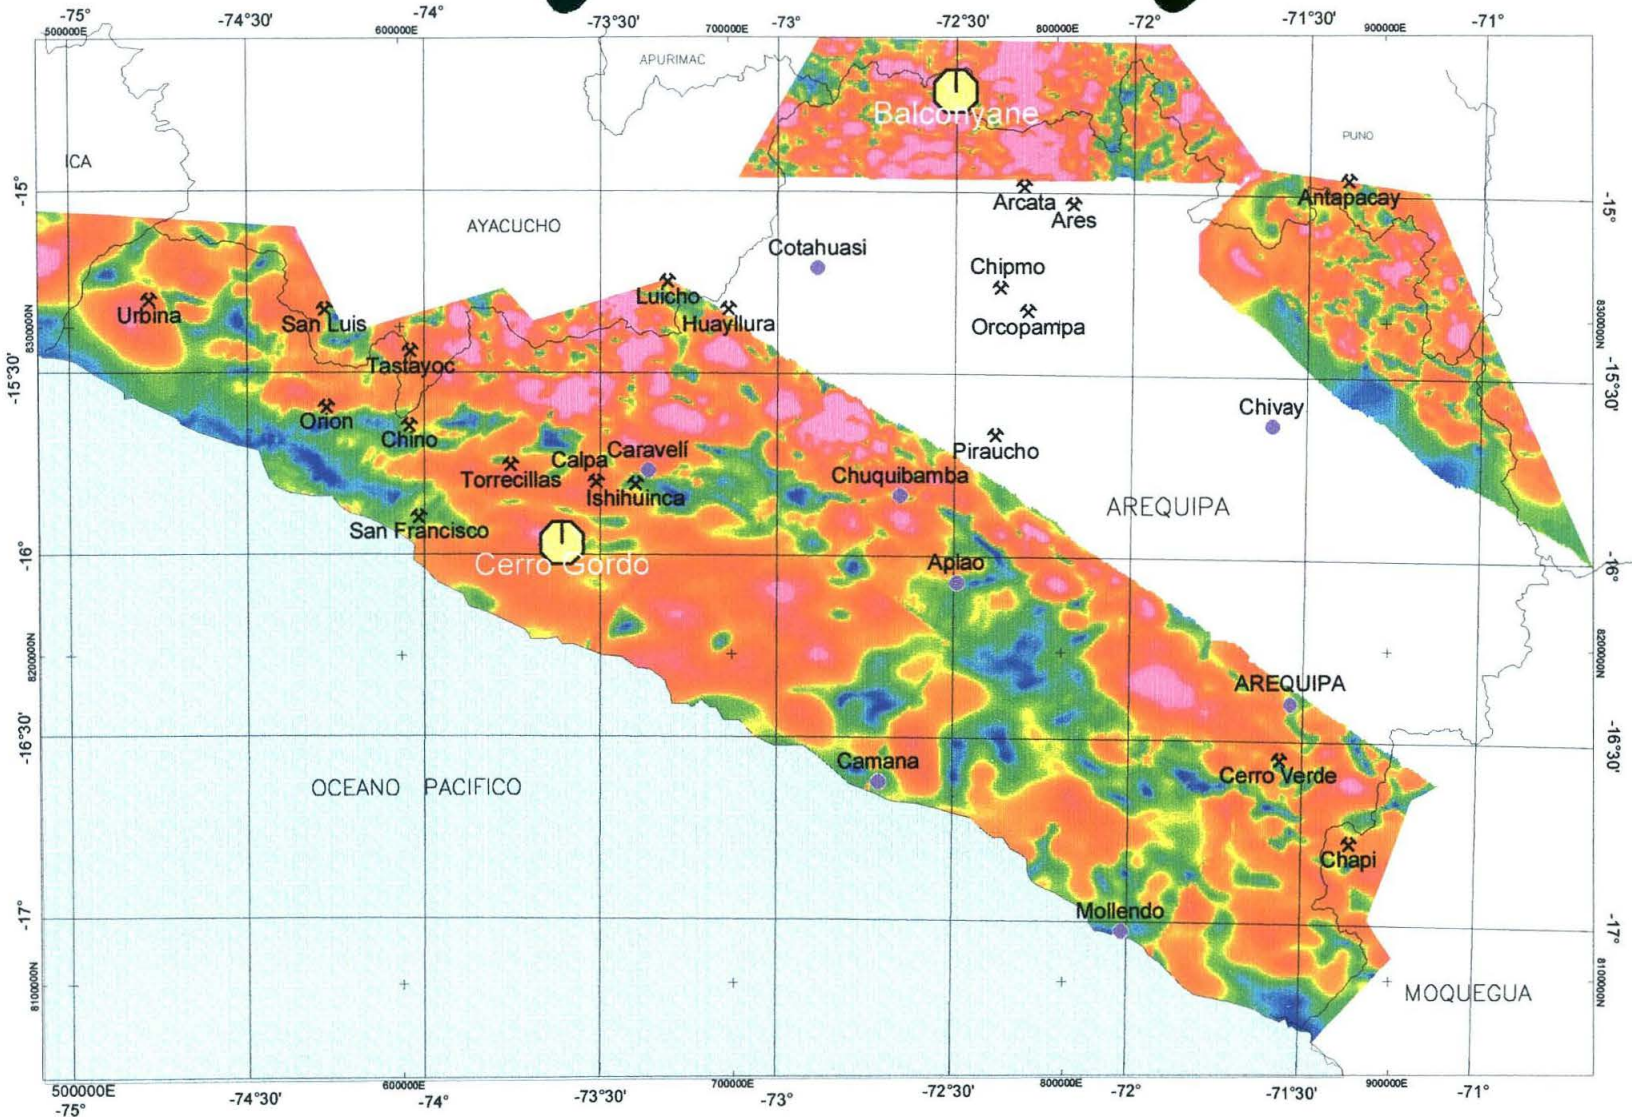 -75°
-74°30'
-74°
-73°30'
-73°
-72°30'
-72°
-71°30'
-71°
500000E
600000E
700000E
800000E
900000E
APURIMAC
Balconyane
PUNO
ICA
-15°
-15°
Antapacay
Arcata
Ares
AYACUCHO
Cotahuasi
Chipmo
Luicho
Urbina
San Luis
Huayllura
Orcopampa
8300000N
8300000N
Tastayoc
-15°30'
-15°30'
Orion
Chino
Chivay
Piraucho
Caravelí
Calpa
Torrecillas
Ishihuinca
Chuquibamba
AREQUIPA
San Francisco
-16°
-16°
Cerro Gordo
Aplao
8200000N
8200000N
AREQUIPA
-16°30'
-16°30'
Camana
Cerro Verde
OCEANO PACIFICO
Chapi
Mollendo
-17°
-17°
8100000N
8100000N
MOQUEGUA
500000E
600000E
700000E
800000E
900000E
-75°
-74°30'
-74°
-73°30'
-73°
-72°30'
-72°
-71°30'
-71°